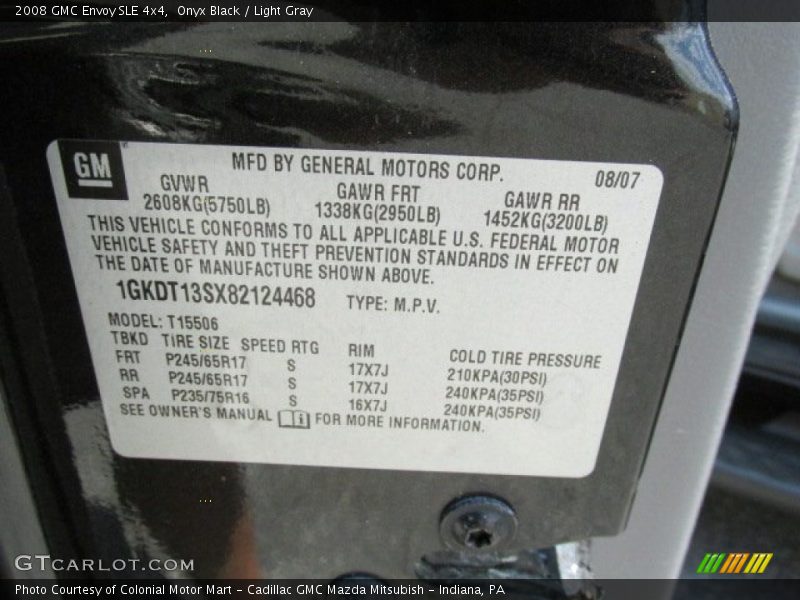 2008 GMC Envoy SLE 4x4, Onyx Black / Light Gray
GM
MFD BY GENERAL MOTORS CORP. 08/07
GVWR GAWR FRT GAWR RR
2608KG(5750LB) 1338KG(2950LB) 1452KG(3200LB)
THIS VEHICLE CONFORMS TO ALL APPLICABLE U.S. FEDERAL MOTOR
VEHICLE SAFETY AND THEFT PREVENTION STANDARDS IN EFFECT ON
THE DATE OF MANUFACTURE SHOWN ABOVE.
1GKDT13SX82124468 TYPE: M.P.V.
MODEL: T15506
TBKD TIRE SIZE SPEED RTG RIM COLD TIRE PRESSURE
FRT P245/65R17 S 17X7J 210KPA(30PSI)
RR P245/65R17 S 17X7J 240KPA(35PSI)
SPA P235/75R16 S 16X7J 240KPA(35PSI)
SEE OWNER'S MANUAL i FOR MORE INFORMATION.
GTCARLOT.COM
Photo Courtesy of Colonial Motor Mart - Cadillac GMC Mazda Mitsubish - Indiana, PA